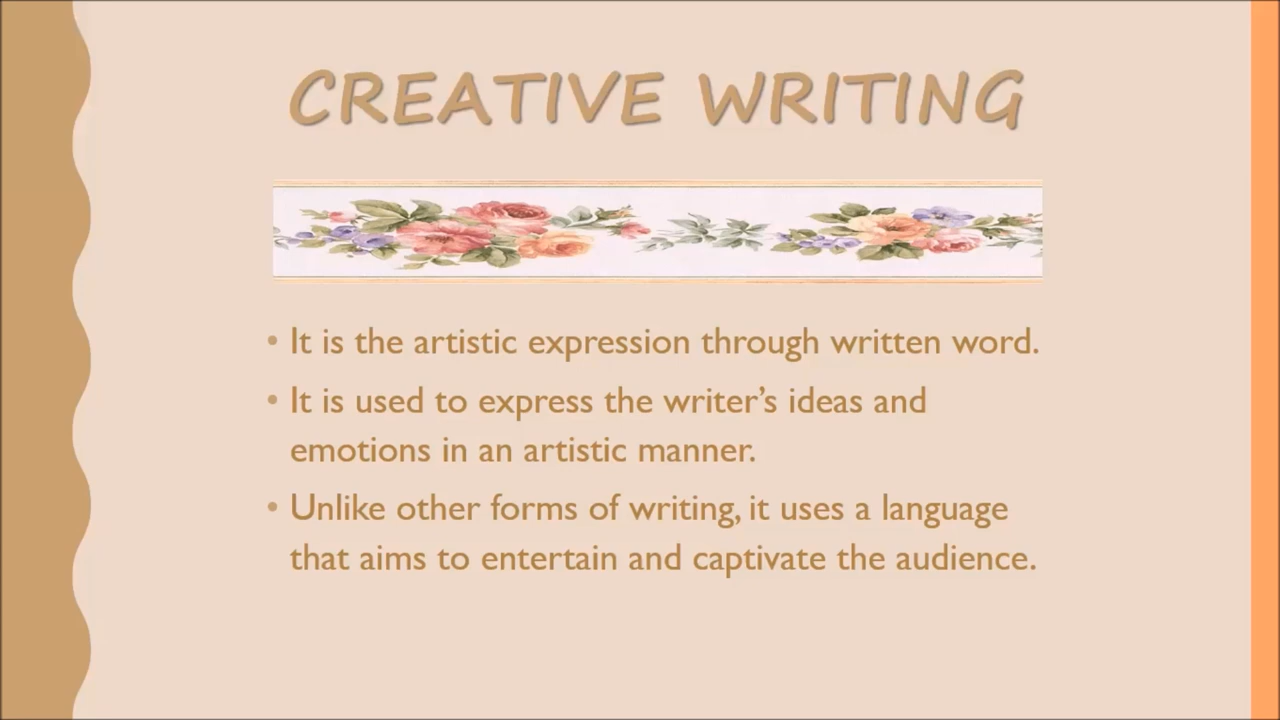 CREATIVE WRITING
• It is the artistic expression through written word.
• It is used to express the writer’s ideas and
emotions in an artistic manner.
• Unlike other forms of writing, it uses a language
that aims to entertain and captivate the audience.